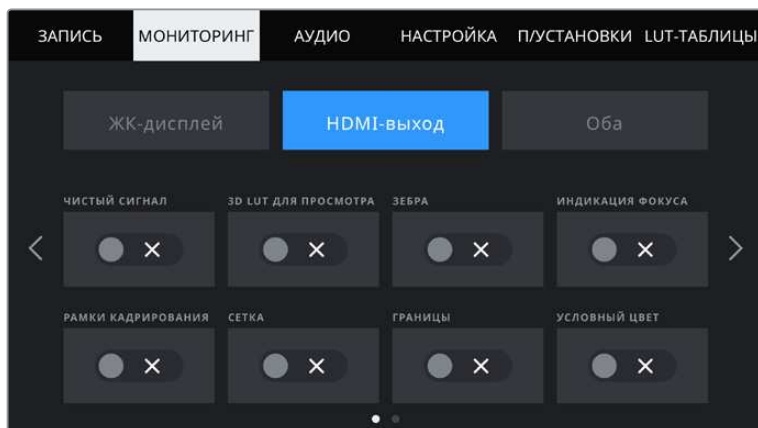 ЗАПИСЬ МОНИТОРИНГ АУДИО НАСТРОЙКА П/УСТАНОВКИ LUT-ТАБЛИЦЫ
ЖК-дисплей HDMI-выход Оба
ЧИСТЫЙ СИГНАЛ 3D LUT ДЛЯ ПРОСМОТРА ЗЕБРА ИНДИКАЦИЯ ФОКУСА
РАМКИ КАДРИРОВАНИЯ СЕТКА ГРАНИЦЫ УСЛОВНЫЙ ЦВЕТ